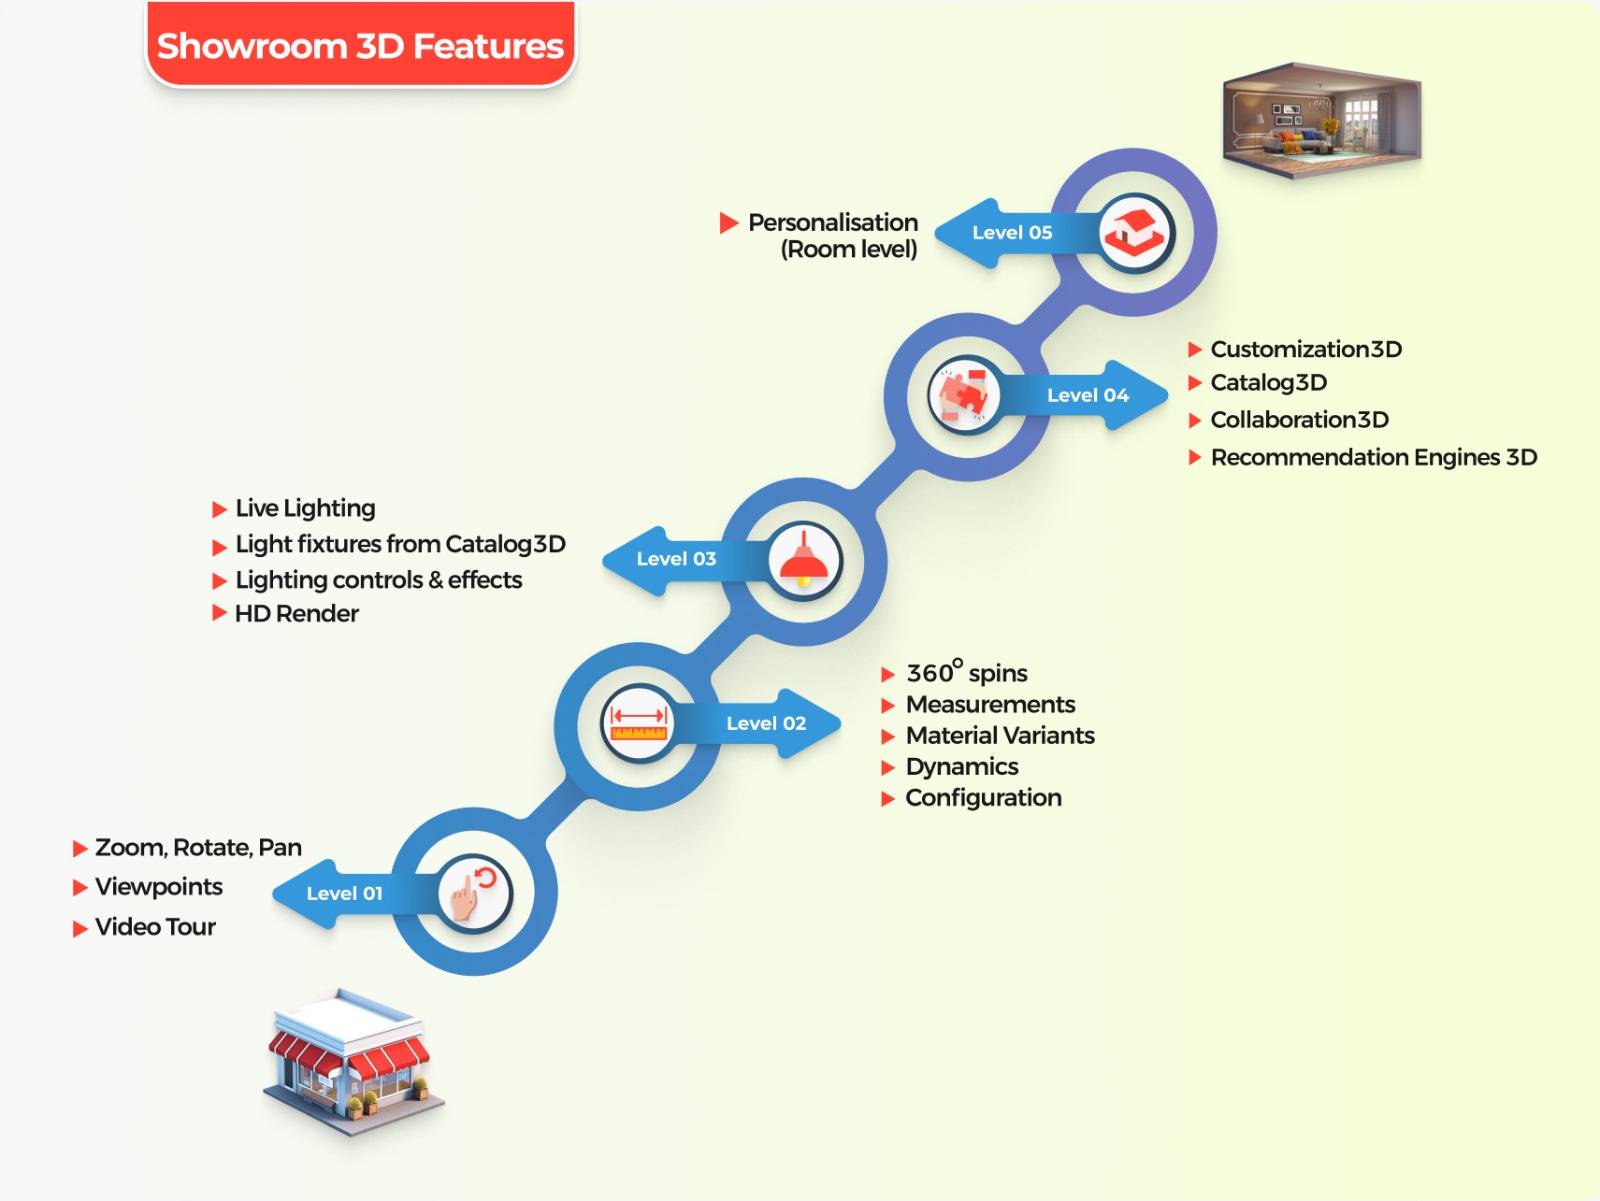 Showroom 3D Features
Personalisation
(Room level)
Level 05
Level 04
Customization3D
Catalog3D
Collaboration3D
Recommendation Engines 3D
Live Lighting
Light fixtures from Catalog3D
Lighting controls & effects
HD Render
Level 03
Level 02
360° spins
Measurements
Material Variants
Dynamics
Configuration
Zoom, Rotate, Pan
Viewpoints
Video Tour
Level 01